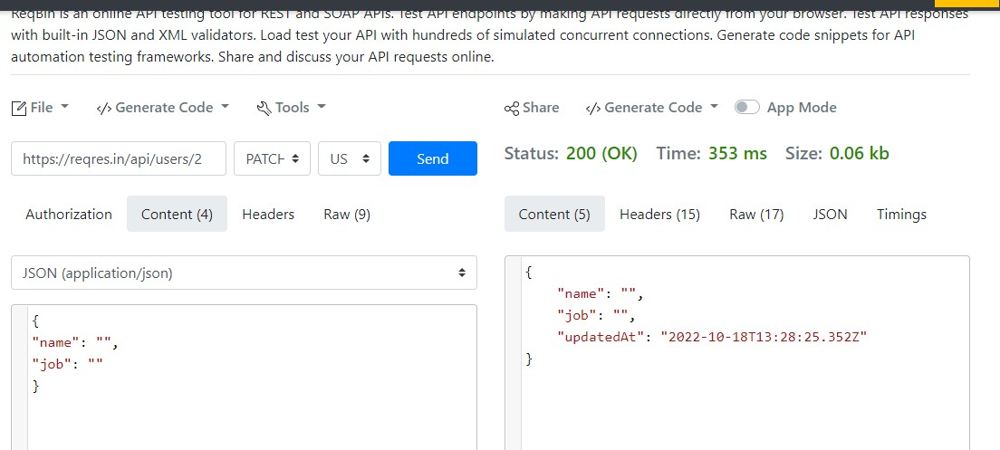 ReqBin is an online API testing tool for REST and SOAP APIs. Test API endpoints by making API requests directly from your browser. Test API responses
with built-in JSON and XML validators. Load test your API with hundreds of simulated concurrent connections. Generate code snippets for API
automation testing frameworks. Share and discuss your API requests online.
File Generate Code Tools Share Generate Code App Mode
https://reqres.in/api/users/2 PATCH US Send Status: 200 (OK) Time: 353 ms Size: 0.06 kb
Authorization Content (4) Headers Raw (9) Content (5) Headers (15) Raw (17) JSON Timings
JSON (application/json)
{
"name": "",
"job": ""
}
{
"name": "",
"job": "",
"updatedAt": "2022-10-18T13:28:25.352Z"
}